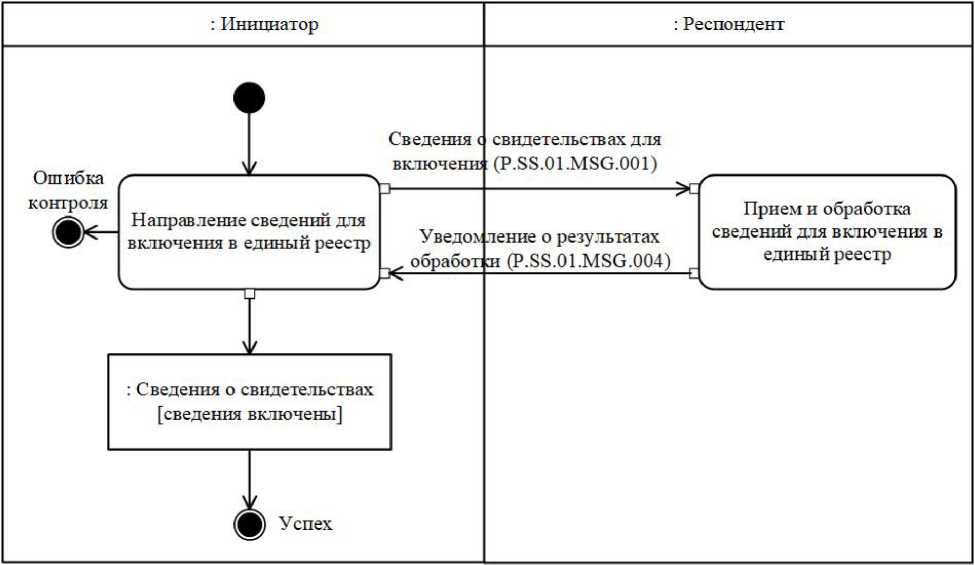 : Инициатор
: Респондент
Сведения о свидетельствах для
включения (P.SS.01.MSG.001)
Ошибка
контроля
Направление сведений для
включения в единый реестр
Прием и обработка
сведений для включения в
единый реестр
Уведомление о результатах
обработки (P.SS.01.MSG.004)
: Сведения о свидетельствах
[сведения включены]
Успех